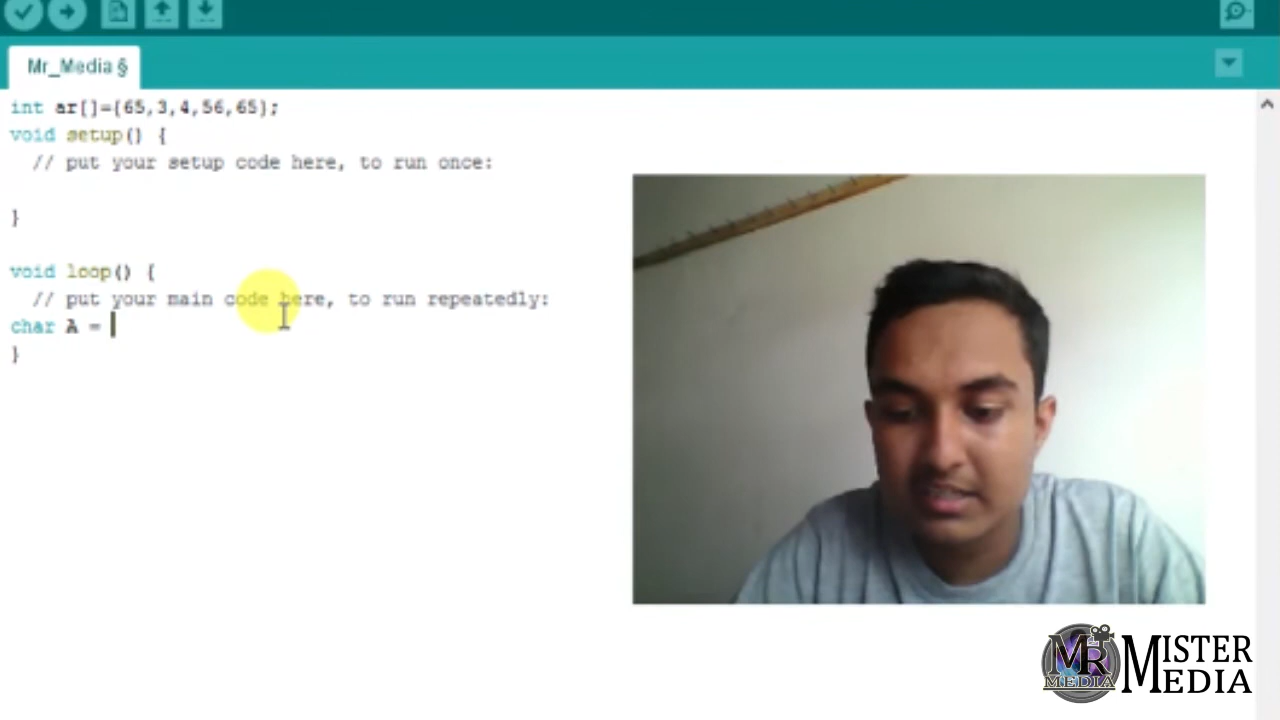 Mr_Media §
int ar[]={65,3,4,56,65};
void setup() {
// put your setup code here, to run once:
}
void loop() {
// put your main code here, to run repeatedly:
char A =
}
MR
MEDIA
MISTER
MEDIA